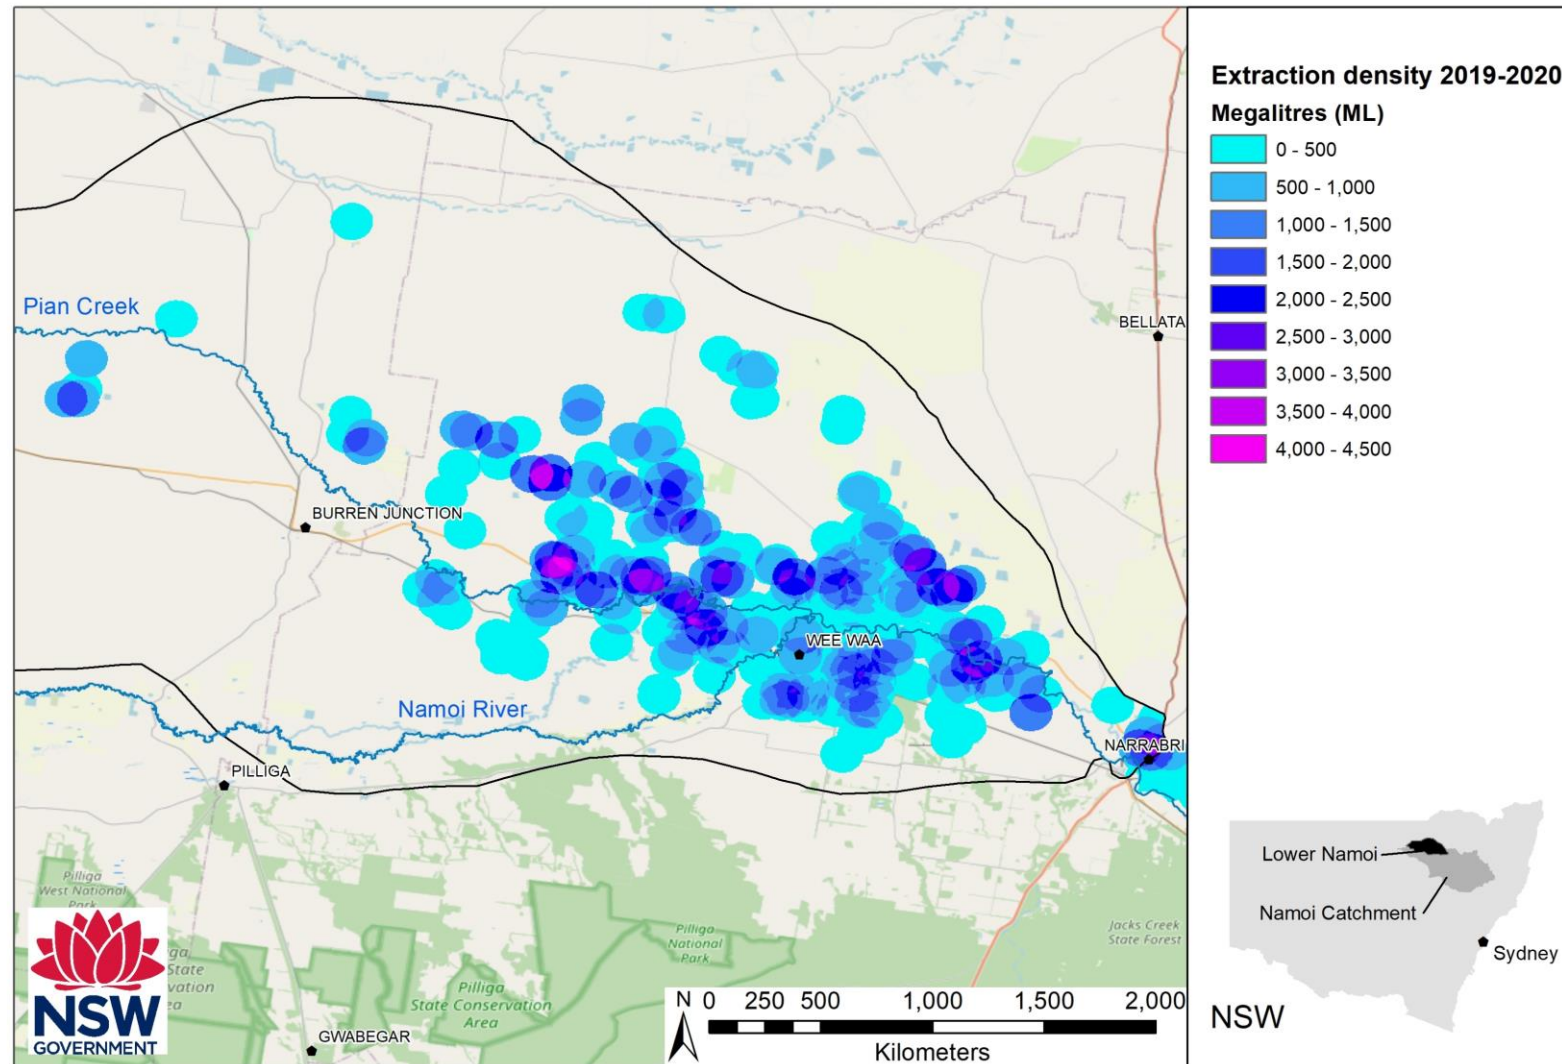 Extraction density 2019-2020
Megalitres (ML)
0 - 500
500 - 1,000
1,000 - 1,500
1,500 - 2,000
2,000 - 2,500
2,500 - 3,000
3,000 - 3,500
3,500 - 4,000
4,000 - 4,500
Pian Creek
BELLATA
BURREN JUNCTION
WEE WAA
Namoi River
NARRABRI
PILLIGA
Pilliga
West National
Park
Pilliga
National
Park
Jacks Creek
State Forest
State
Pilliga
State Conservation
Area
GWABEGAR
NSW
GOVERNMENT
N 0 250 500 1,000 1,500 2,000
Kilometers
Lower Namoi
Namoi Catchment
Sydney
NSW